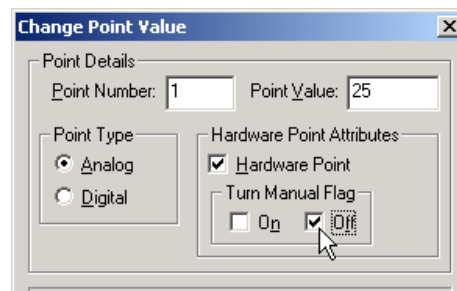 Change Point Value
Point Details
Point Number: 1 Point Value: 25
Point Type
Analog
Digital
Hardware Point Attributes
Hardware Point
Turn Manual Flag
On Off